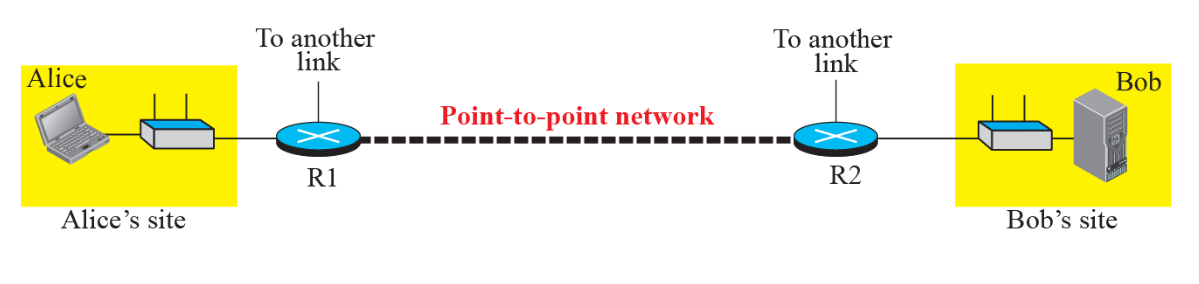 To another
link
To another
link
Alice
Bob
Point-to-point network
R1
R2
Alice’s site
Bob’s site